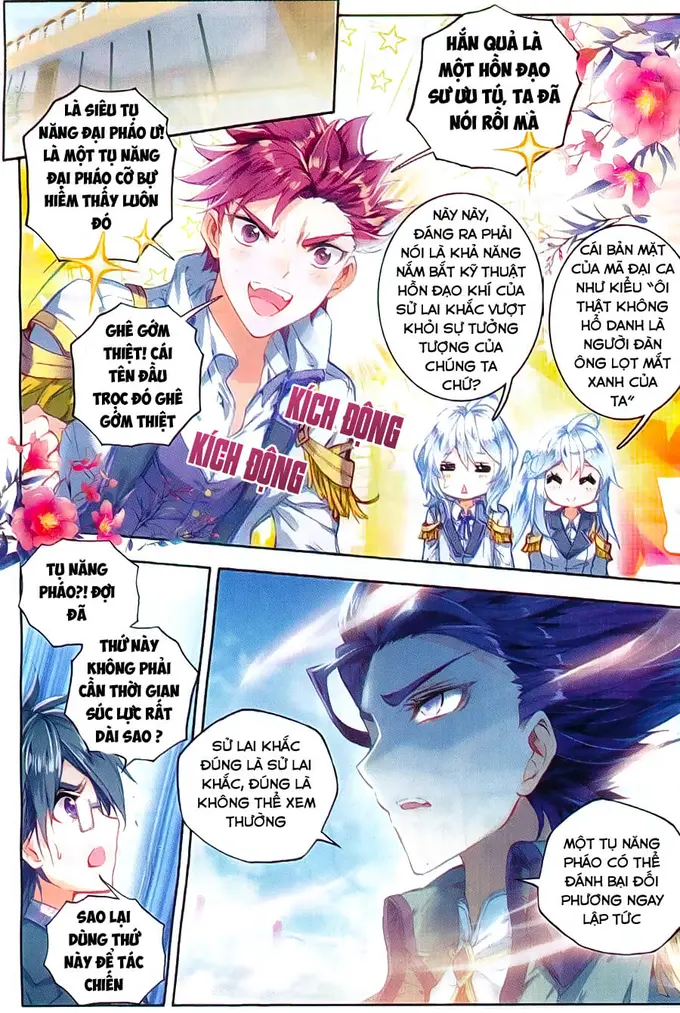 HẮN QUẢ LÀ
MỘT HỒN ĐẠO
SƯ ƯU TÚ, TA ĐÃ
NÓI RỒI MÀ
LÀ SIÊU TỤ
NĂNG ĐẠI PHÁO Ư!
LÀ MỘT TỤ NĂNG
ĐẠI PHÁO CỠ BỰ
HIẾM THẤY LUÔN
ĐÓ
NÀY NÀY,
ĐÁNG RA PHẢI
NÓI LÀ KHẢ NĂNG
NẮM BẮT KỸ THUẬT
HỒN ĐẠO KHÍ CỦA
SỬ LAI KHẮC VƯỢT
KHỎI SỰ TƯỞNG
TƯỢNG CỦA
CHÚNG TA
CHỨ?
CÁI BẢN MẶT
CỦA MÃ ĐẠI CA
NHƯ KIỂU “ÔI
THẬT KHÔNG
HỔ DANH LÀ
NGƯỜI ĐÀN
ÔNG LỌT MẮT
XANH CỦA
TA”
GHÊ GỚM
THIỆT! CÁI
TÊN ĐẦU
TRỌC ĐÓ GHÊ
GỚM THIỆT
KÍCH ĐỘNG
KÍCH ĐỘNG
TỤ NĂNG
PHÁO?! ĐỢI
ĐÃ
THỨ NÀY
KHÔNG PHẢI
CẦN THỜI GIAN
SÚC LỰC RẤT
DÀI SAO ?
SỬ LAI KHẮC
ĐÚNG LÀ SỬ LAI
KHẮC, ĐÚNG LÀ
KHÔNG THỂ XEM
THƯỜNG
MỘT TỤ NĂNG
PHÁO CÓ THỂ
ĐÁNH BẠI ĐỐI
PHƯƠNG NGAY
LẬP TỨC
SAO LẠI
DÙNG THỨ
NÀY ĐỂ TÁC
CHIẾN